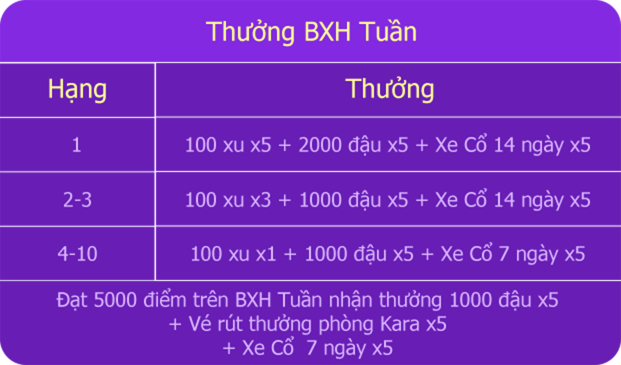 Thưởng BXH Tuần
Hạng Thưởng
1 100 xu x5 + 2000 đậu x5 + Xe Cổ 14 ngày x5
2-3 100 xu x3 + 1000 đậu x5 + Xe Cổ 14 ngày x5
4-10 100 xu x1 + 1000 đậu x5 + Xe Cổ 7 ngày x5
Đạt 5000 điểm trên BXH Tuần nhận thưởng 1000 đậu x5
+ Vé rút thưởng phòng Kara x5
+ Xe Cổ 7 ngày x5